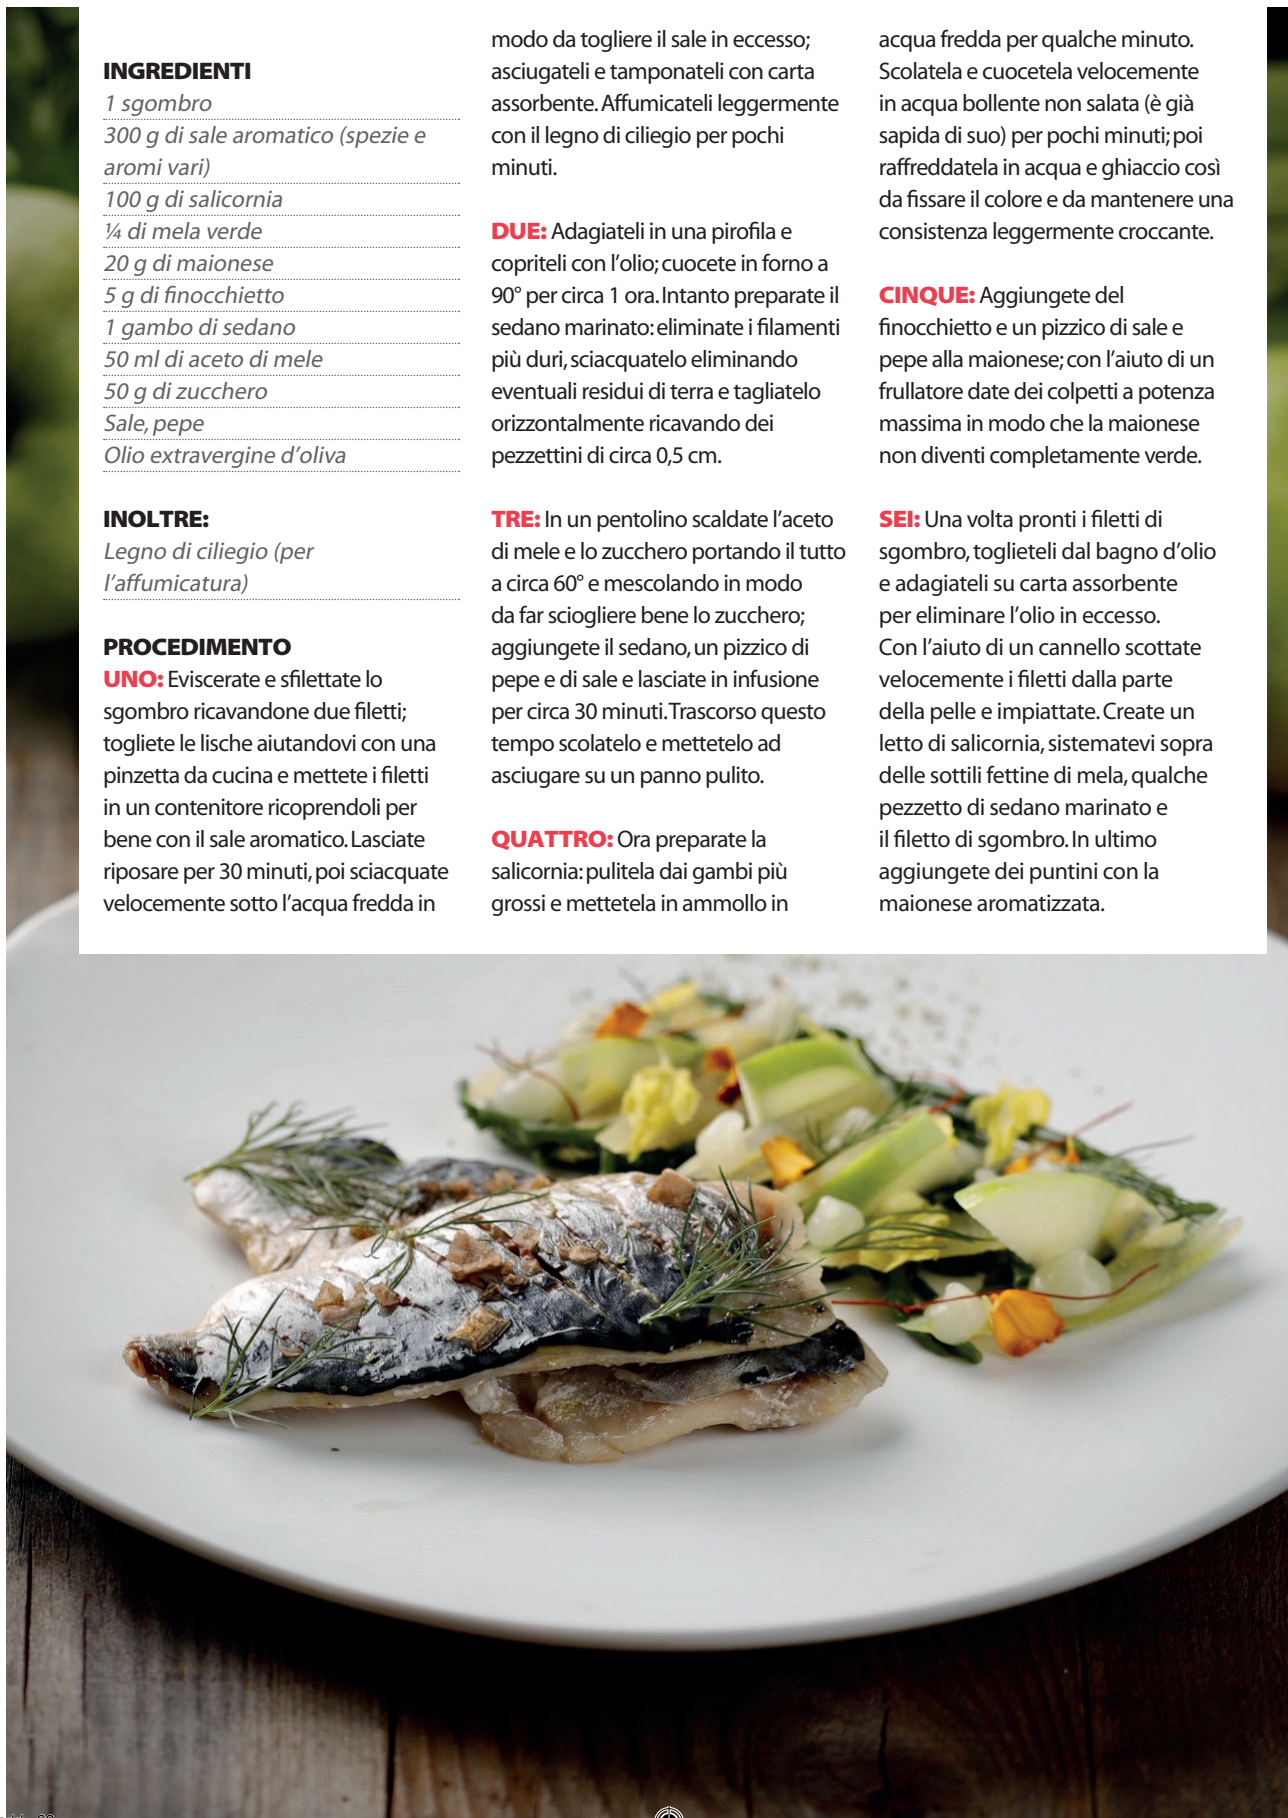 INGREDIENTI
1 sgombro
300 g di sale aromatico (spezie e
aromi vari)
100 g di salicornia
¼ di mela verde
20 g di maionese
5 g di finocchietto
1 gambo di sedano
50 ml di aceto di mele
50 g di zucchero
Sale, pepe
Olio extravergine d’oliva
INOLTRE:
Legno di ciliegio (per
l’affumicatura)
PROCEDIMENTO
UNO: Eviscerate e sfilettate lo
sgombro ricavandone due filetti;
togliete le lische aiutandovi con una
pinzetta da cucina e mettete i filetti
in un contenitore ricoprendoli per
bene con il sale aromatico. Lasciate
riposare per 30 minuti, poi sciacquate
velocemente sotto l’acqua fredda in
modo da togliere il sale in eccesso;
asciugateli e tamponateli con carta
assorbente. Affumicateli leggermente
con il legno di ciliegio per pochi
minuti.
DUE: Adagiateli in una pirofila e
copriteli con l’olio; cuocete in forno a
90° per circa 1 ora. Intanto preparate il
sedano marinato: eliminate i filamenti
più duri, sciacquatelo eliminando
eventuali residui di terra e tagliatelo
orizzontalmente ricavando dei
pezzettini di circa 0,5 cm.
TRE: In un pentolino scaldate l’aceto
di mele e lo zucchero portando il tutto
a circa 60° e mescolando in modo
da far sciogliere bene lo zucchero;
aggiungete il sedano, un pizzico di
pepe e di sale e lasciate in infusione
per circa 30 minuti. Trascorso questo
tempo scolatelo e mettetelo ad
asciugare su un panno pulito.
QUATTRO: Ora preparate la
salicornia: pulitela dai gambi più
grossi e mettetela in ammollo in
acqua fredda per qualche minuto.
Scolatela e cuocetela velocemente
in acqua bollente non salata (è già
sapida di suo) per pochi minuti; poi
raffreddatela in acqua e ghiaccio così
da fissare il colore e da mantenere una
consistenza leggermente croccante.
CINQUE: Aggiungete del
finocchietto e un pizzico di sale e
pepe alla maionese; con l’aiuto di un
frullatore date dei colpetti a potenza
massima in modo che la maionese
non diventi completamente verde.
SEI: Una volta pronti i filetti di
sgombro, toglieteli dal bagno d’olio
e adagiateli su carta assorbente
per eliminare l’olio in eccesso.
Con l’aiuto di un cannello scottate
velocemente i filetti dalla parte
della pelle e impiattate. Create un
letto di salicornia, sistematevi sopra
delle sottili fettine di mela, qualche
pezzetto di sedano marinato e
il filetto di sgombro. In ultimo
aggiungete dei puntini con la
maionese aromatizzata.